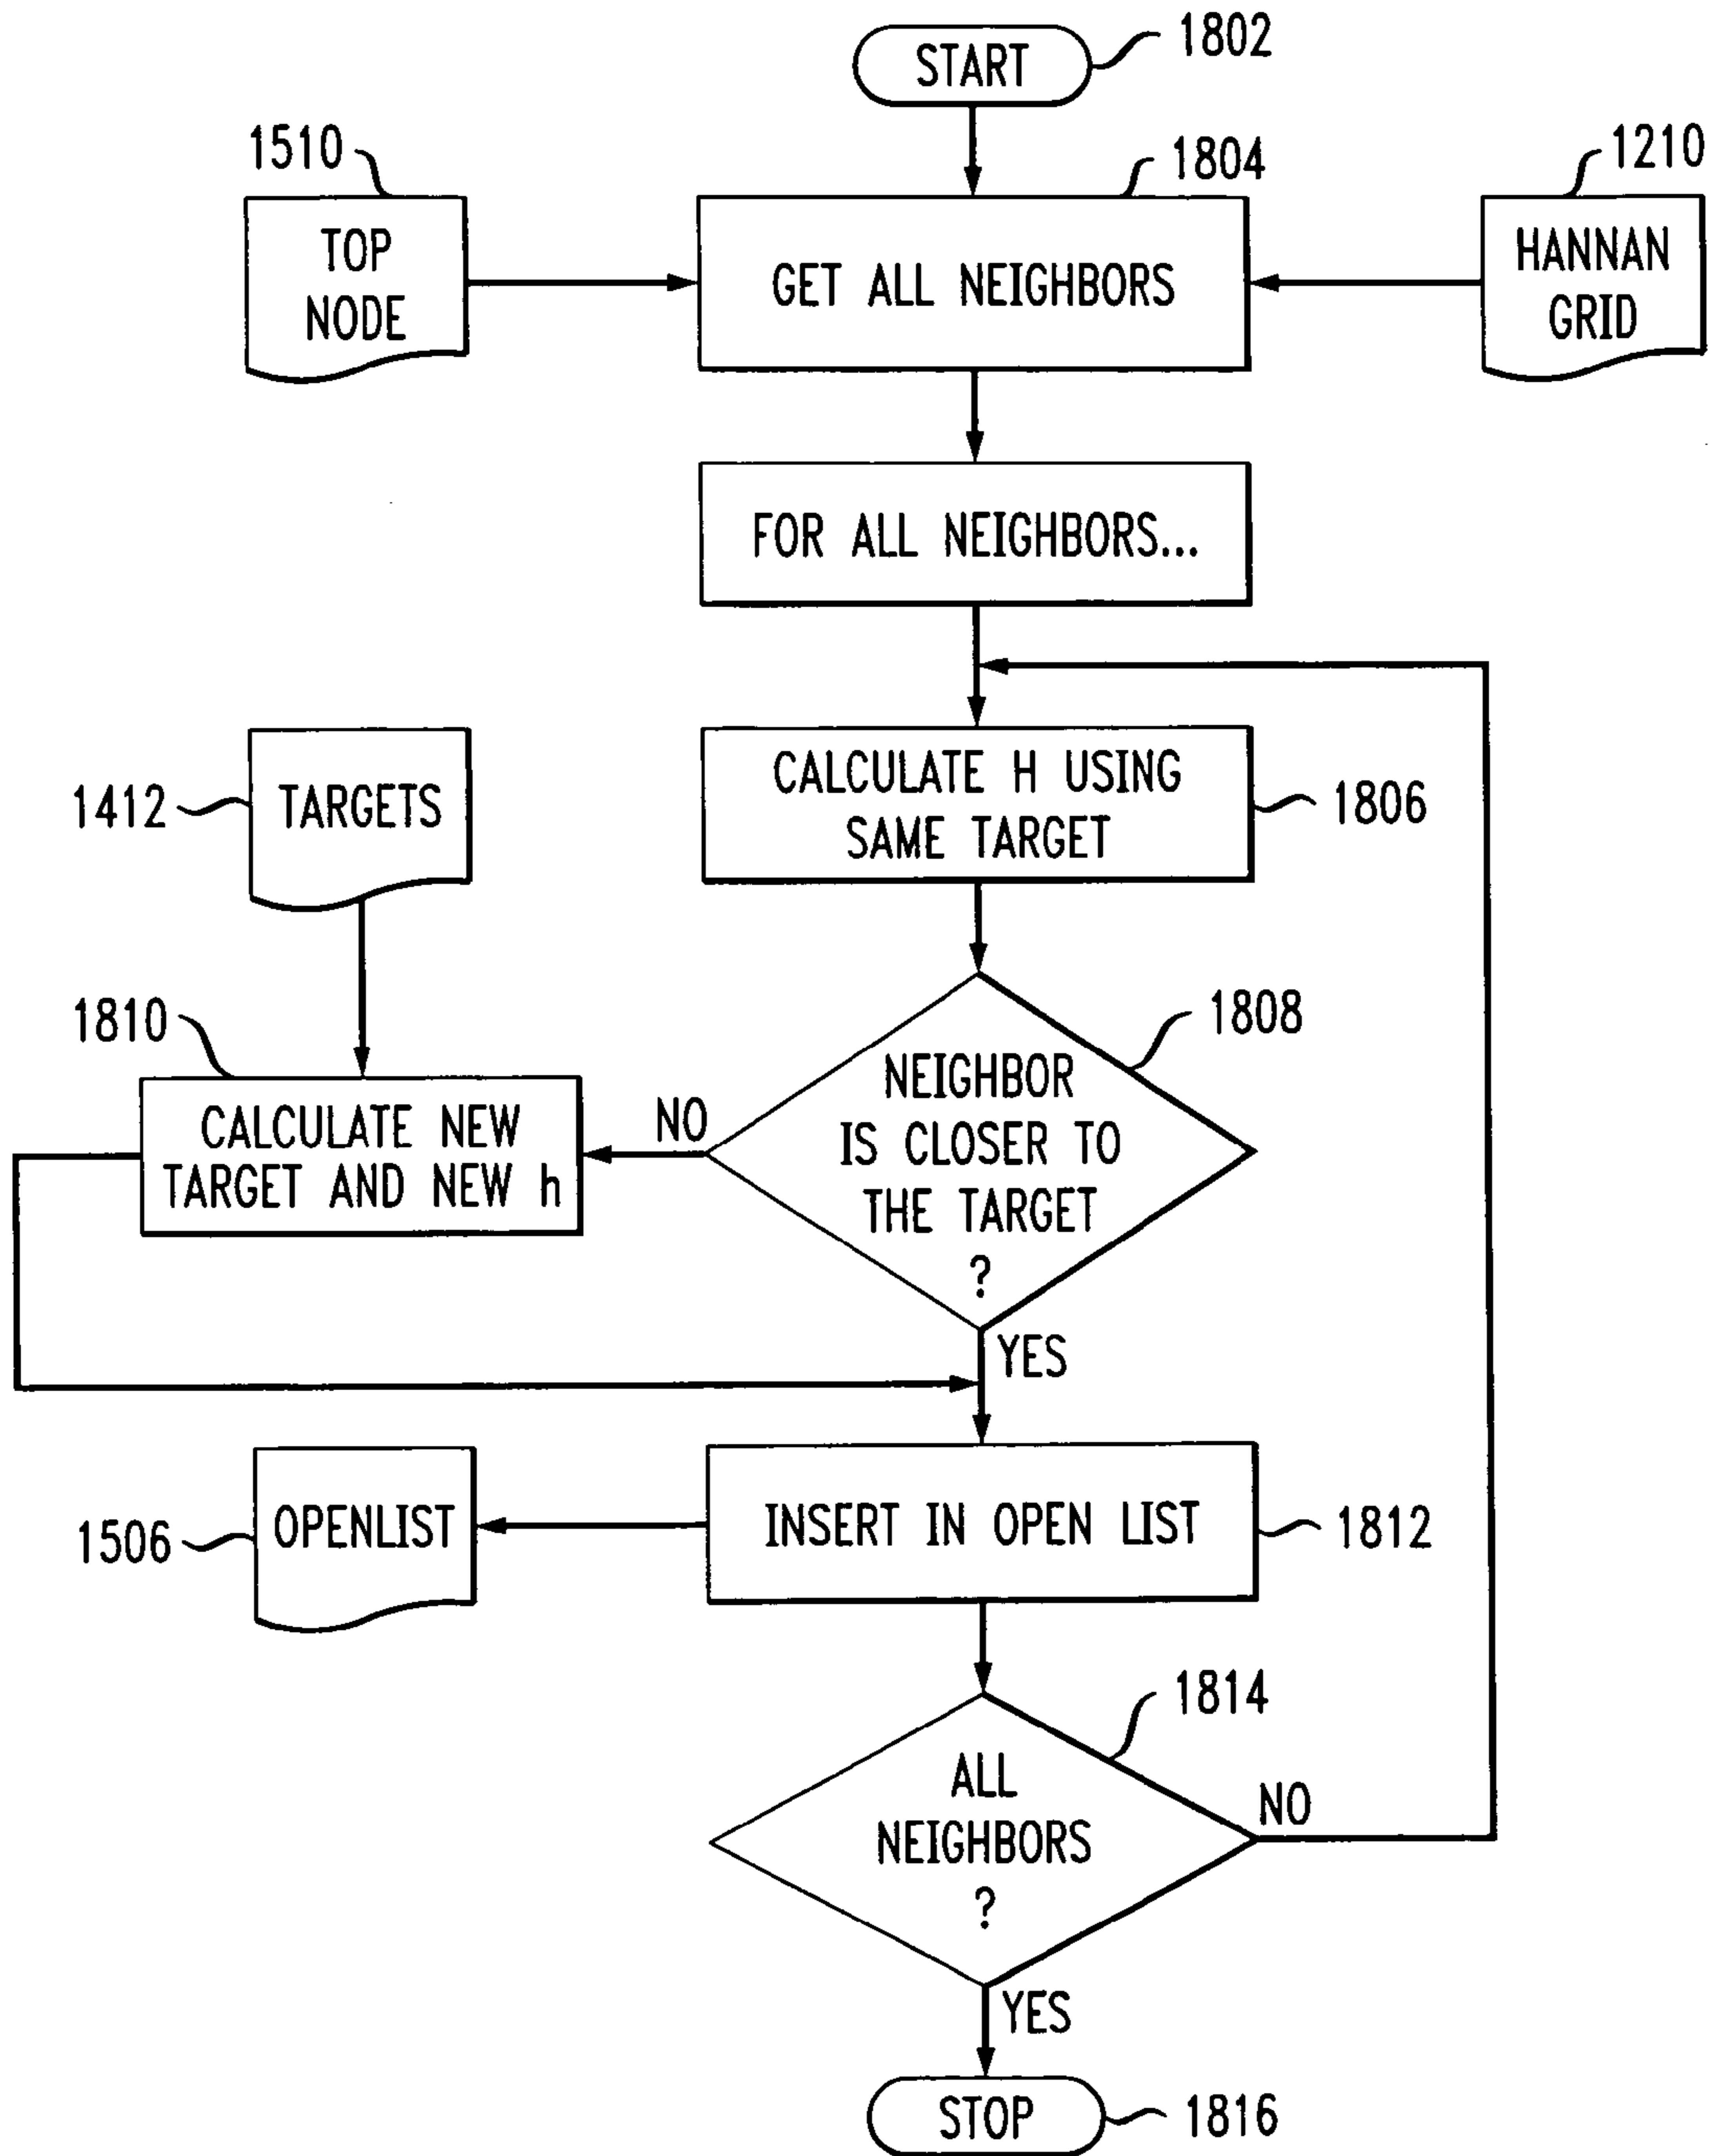 START
1802
1510
1804
1210
TOP
NODE
GET ALL NEIGHBORS
HANNAN
GRID
FOR ALL NEIGHBORS...
1412
TARGETS
CALCULATE H USING
SAME TARGET
1806
1810
1808
CALCULATE NEW
TARGET AND NEW h
NO
NEIGHBOR
IS CLOSER TO
THE TARGET
?
YES
1506
OPENLIST
INSERT IN OPEN LIST
1812
1814
ALL
NEIGHBORS
?
NO
YES
STOP
1816